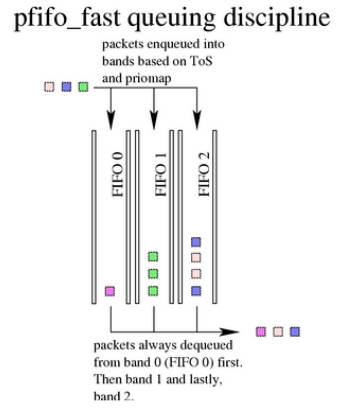 pfifo_fast queuing discipline
packets enqueued into
bands based on ToS
and priomap
FIFO 0
FIFO 1
FIFO 2
packets always dequeued
from band 0 (FIFO 0) first.
Then band 1 and lastly,
band 2.